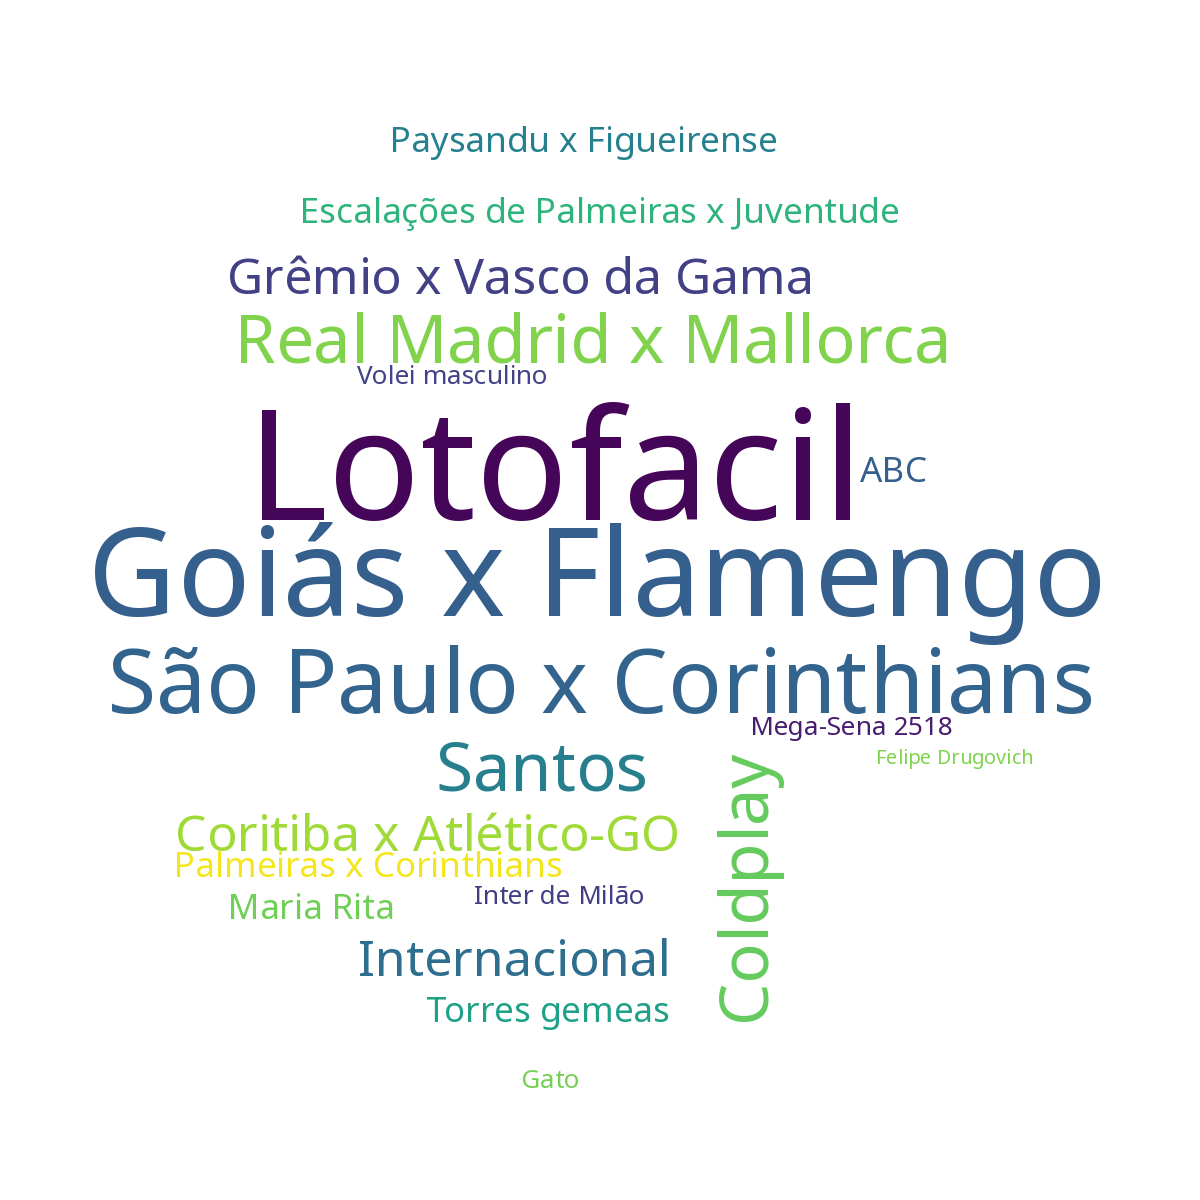 Paysandu x Figueirense
Escalações de Palmeiras x Juventude
Grêmio x Vasco da Gama
Real Madrid x Mallorca
Volei masculino
Lotofacil
ABC
Goiás x Flamengo
São Paulo x Corinthians
Mega-Sena 2518
Felipe Drugovich
Santos
Coldplay
Coritiba x Atlético-GO
Palmeiras x Corinthians
Inter de Milão
Maria Rita
Internacional
Torres gemeas
Gato